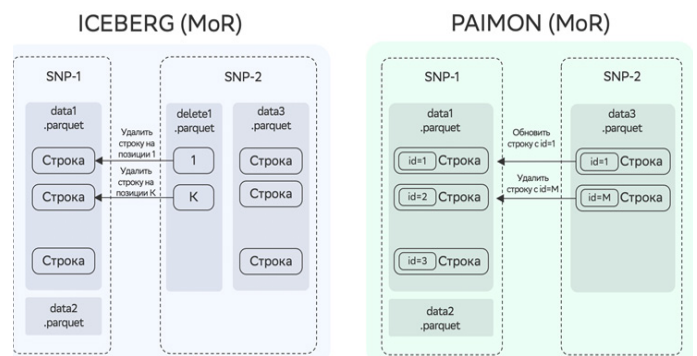 ICEBERG (MoR)
SNP-1
SNP-2
data1
.parquet
Строка
Строка
Строка
data2
.parquet
Удалить
строку на
позиции 1
Удалить
строку на
позиции К
delete1
.parquet
1
К
data3
.parquet
Строка
Строка
Строка
PAIMON (MoR)
SNP-1
SNP-2
data1
.parquet
id=1 Строка
id=2 Строка
id=3 Строка
data2
.parquet
Обновить
строку с id=1
Удалить
строку с id=M
data3
.parquet
id=1 Строка
id=M Строка